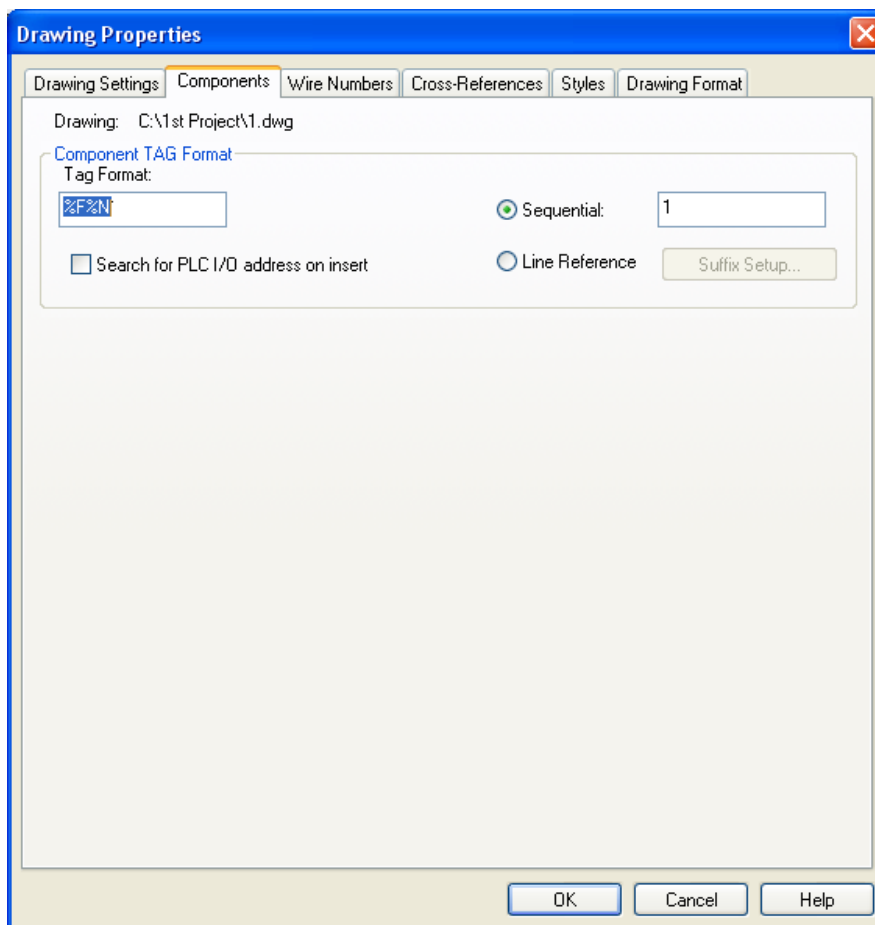 Drawing Properties
Drawing Settings Components Wire Numbers Cross-References Styles Drawing Format
Drawing: C:\1st Project\1.dwg
Component TAG Format
Tag Format:
%F%N
Sequential: 1
Search for PLC I/O address on insert
Line Reference Suffix Setup...
OK Cancel Help